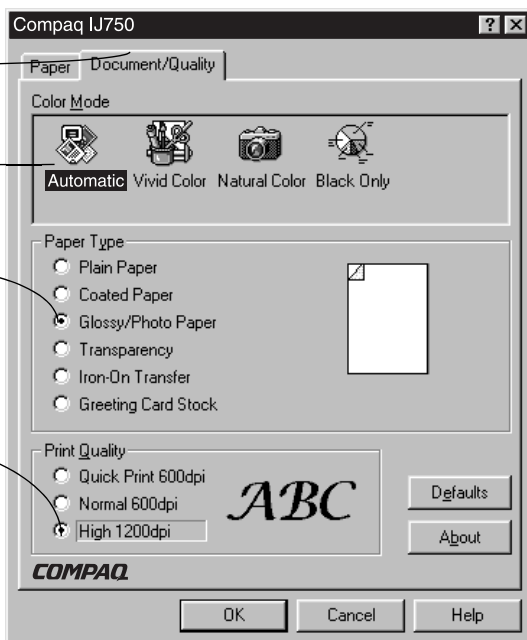 Compaq IJ750
Paper Document/Quality
Color Mode
Automatic Vivid Color Natural Color Black Only
Paper Type
Plain Paper
Coated Paper
Glossy/Photo Paper
Transparency
Iron-On Transfer
Greeting Card Stock
Print Quality
Quick Print 600dpi
Normal 600dpi
High 1200dpi
ABC
Defaults
About
COMPAQ
OK Cancel Help